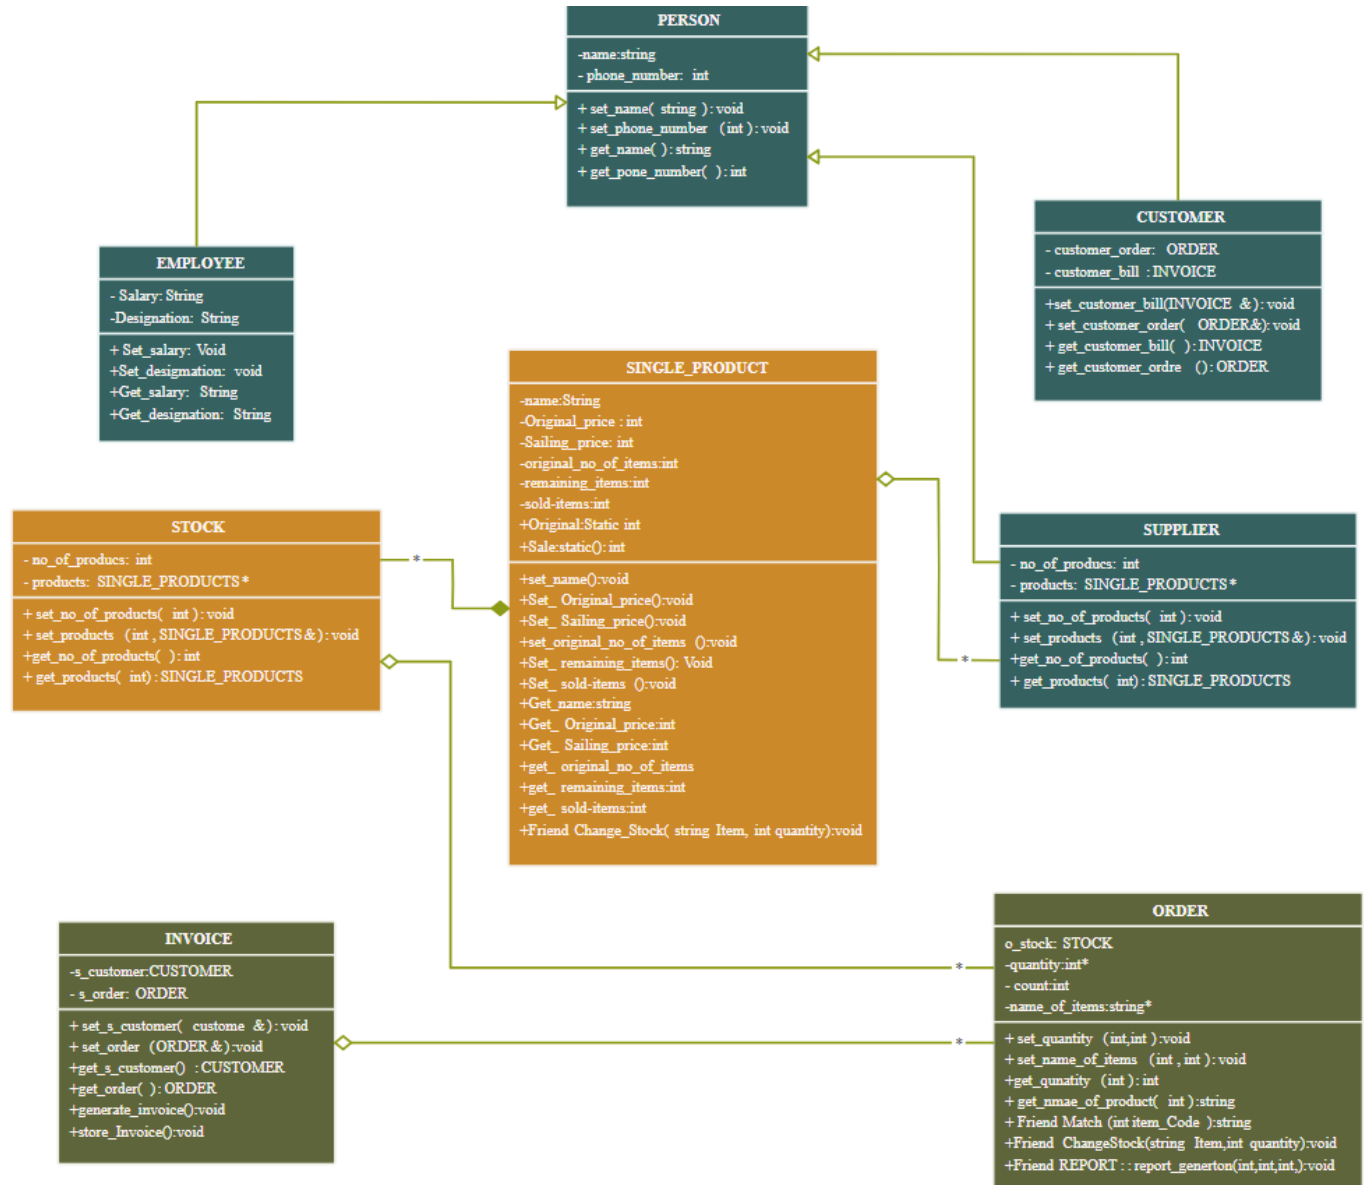 PERSON
-name:string
- phone_number: int
+ set_name( string ): void
+ set_phone_number (int ): void
+ get_name( ): string
+ get_pone_number( ): int
CUSTOMER
- customer_order: ORDER
- customer_bill : INVOICE
+set_customer_bill(INVOICE &): void
+ set_customer_order( ORDER&): void
+ get_customer_bill( ): INVOICE
+ get_customer_ordre (): ORDER
EMPLOYEE
- Salary: String
-Designation: String
+ Set_salary: Void
+Set_desigmation: void
+Get_salary: String
+Get_designation: String
SINGLE_PRODUCT
-name:String
-Original_price : int
-Sailing_price: int
-original_no_of_items:int
-remaining_items:int
-sold-items:int
+Original:Static int
+Sale:static(): int
+set_name():void
+Set_ Original_price():void
+Set_ Sailing_price():void
+set_original_no_of_items ():void
+Set_ remaining_items(): Void
+Set_ sold-items ():void
+Get_name:string
+Get_ Original_price:int
+Get_ Sailing_price:int
+get_ original_no_of_items
+get_ remaining_items:int
+get_ sold-items:int
+Friend Change_Stock( string Item, int quantity):void
STOCK
- no_of_producs: int
- products: SINGLE_PRODUCTS*
+ set_no_of_products( int ): void
+ set_products (int , SINGLE_PRODUCTS &): void
+get_no_of_products( ): int
+ get_products( int): SINGLE_PRODUCTS
*
SUPPLIER
- no_of_producs: int
- products: SINGLE_PRODUCTS*
+ set_no_of_products( int ): void
+ set_products (int , SINGLE_PRODUCTS &): void
+get_no_of_products( ): int
+ get_products( int): SINGLE_PRODUCTS
*
INVOICE
-s_customer:CUSTOMER
- s_order: ORDER
+ set_s_customer( custome &): void
+ set_order (ORDER &):void
+get_s_customer() : CUSTOMER
+get_order( ): ORDER
+generate_invoice():void
+store_Invoice():void
*
*
ORDER
o_stock: STOCK
-quantity:int*
- count:int
-name_of_items:string*
+ set_quantity (int,int ):void
+ set_name_of_items (int , int ): void
+get_qunatity (int ): int
+ get_nmae_of_product( int ):string
+ Friend Match (int item_Code ):string
+Friend ChangeStock(string Item,int quantity):void
+Friend REPORT : : report_generton(int,int,int,):void